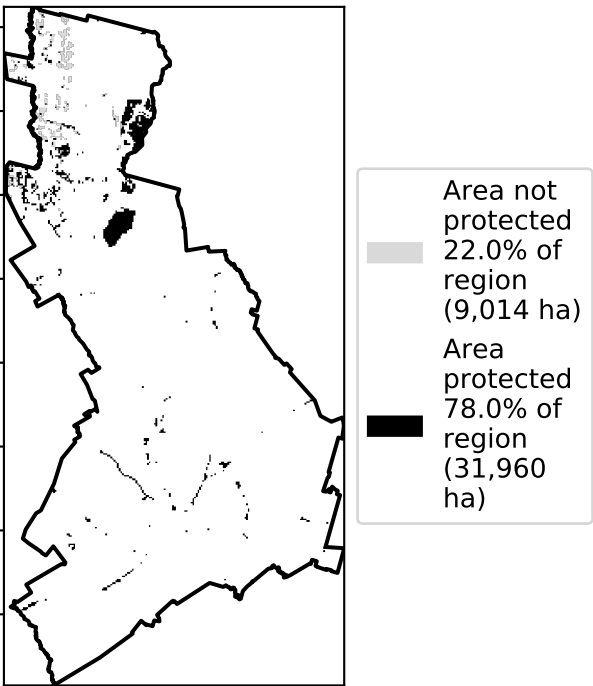 Area not
protected
22.0% of
region
(9,014 ha)
Area
protected
78.0% of
region
(31,960
ha)